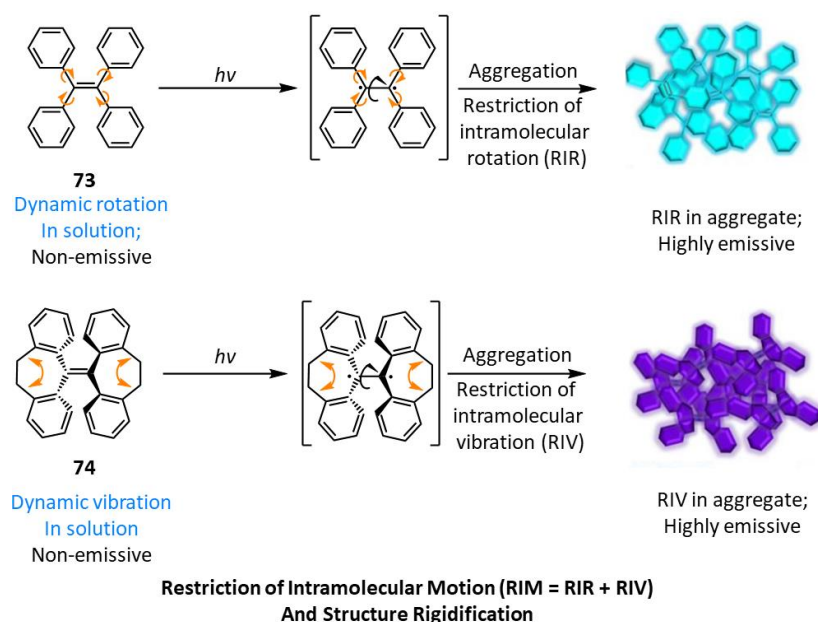 hν
Aggregation
Restriction of
intramolecular
rotation (RIR)
73
Dynamic rotation
In solution;
Non-emissive
RIR in aggregate;
Highly emissive
hν
Aggregation
Restriction of
intramolecular
vibration (RIV)
74
Dynamic vibration
In solution
Non-emissive
RIV in aggregate;
Highly emissive
Restriction of Intramolecular Motion (RIM = RIR + RIV)
And Structure Rigidification